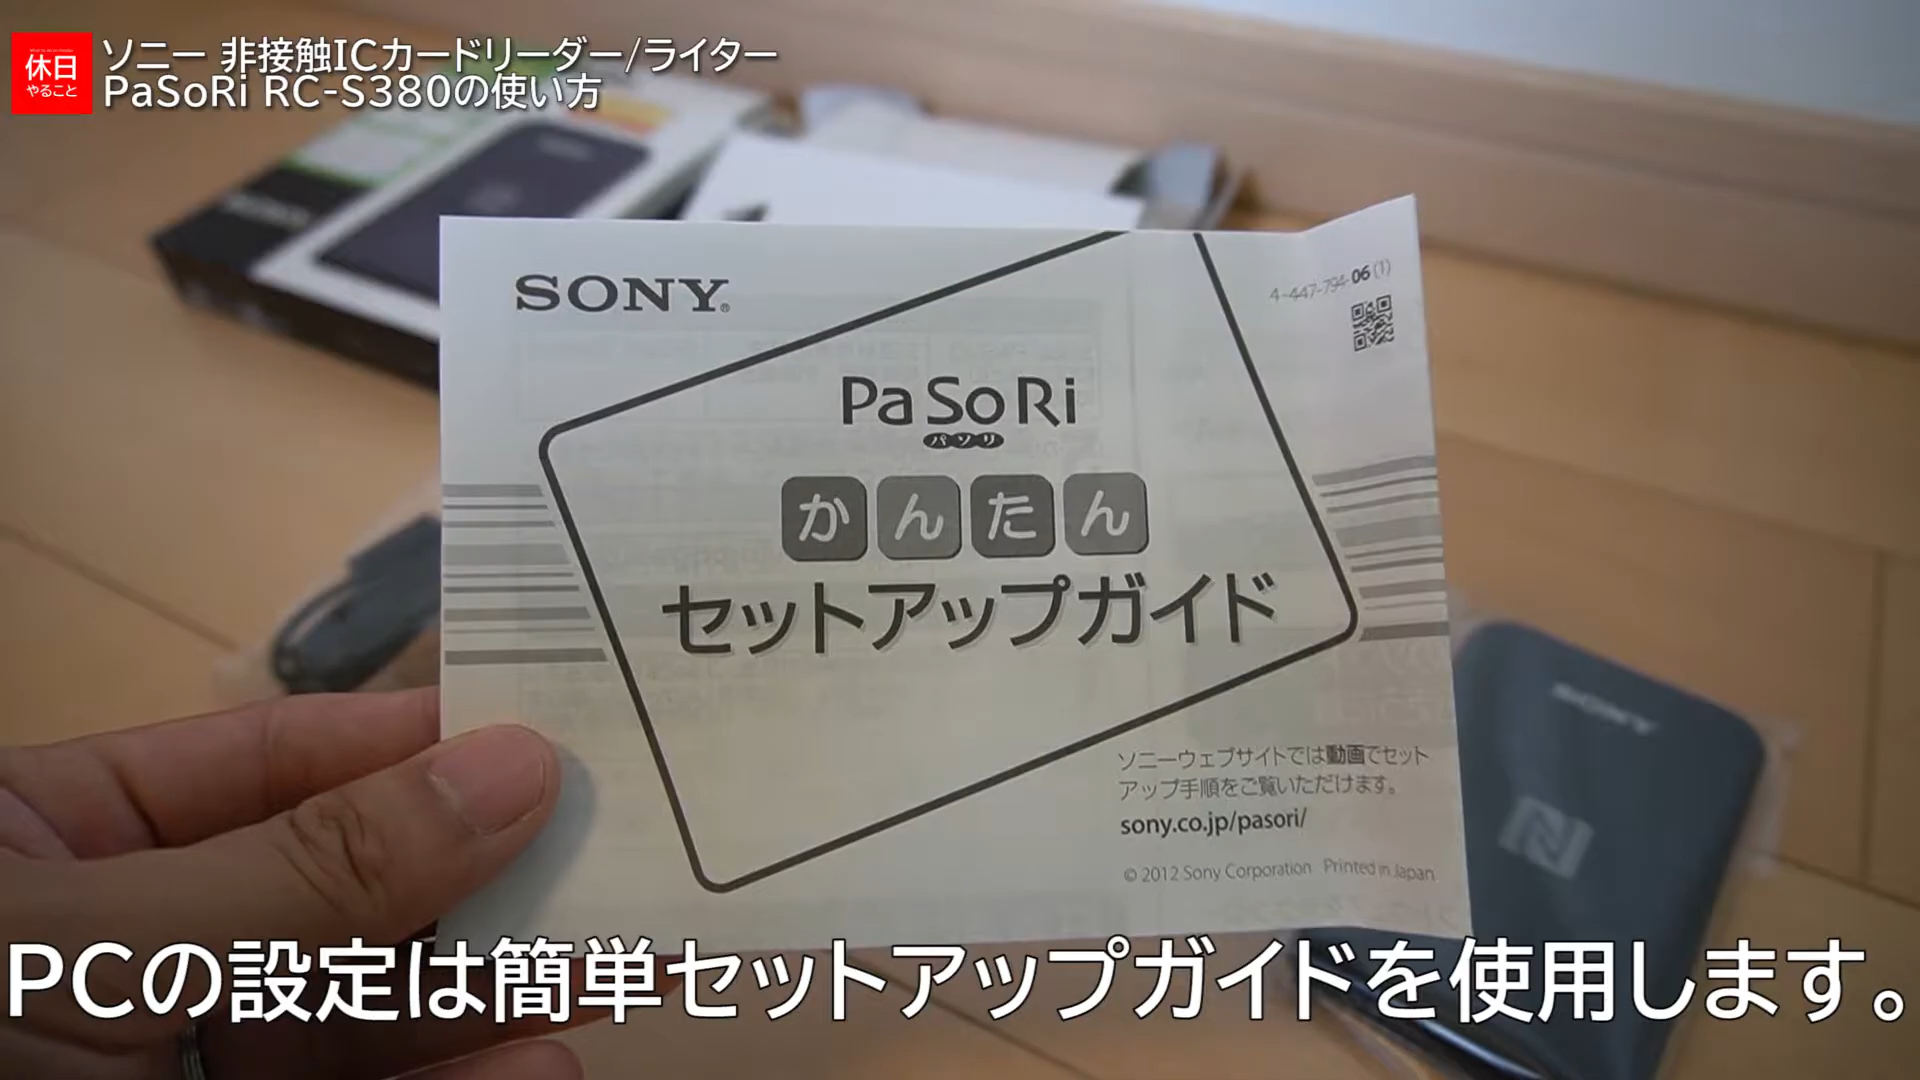 休日
やること
ソニー 非接触ICカードリーダー/ライター
PaSoRi RC-S380の使い方
SONY®
4-447-794-06(1)
PaSoRi
パソリ
かんたん
セットアップガイド
ソニーウェブサイトでは動画でセット
アップ手順をご覧いただけます。
sony.co.jp/pasori/
© 2012 Sony Corporation Printed in Japan
SONY
PCの設定は簡単セットアップガイドを使用します。